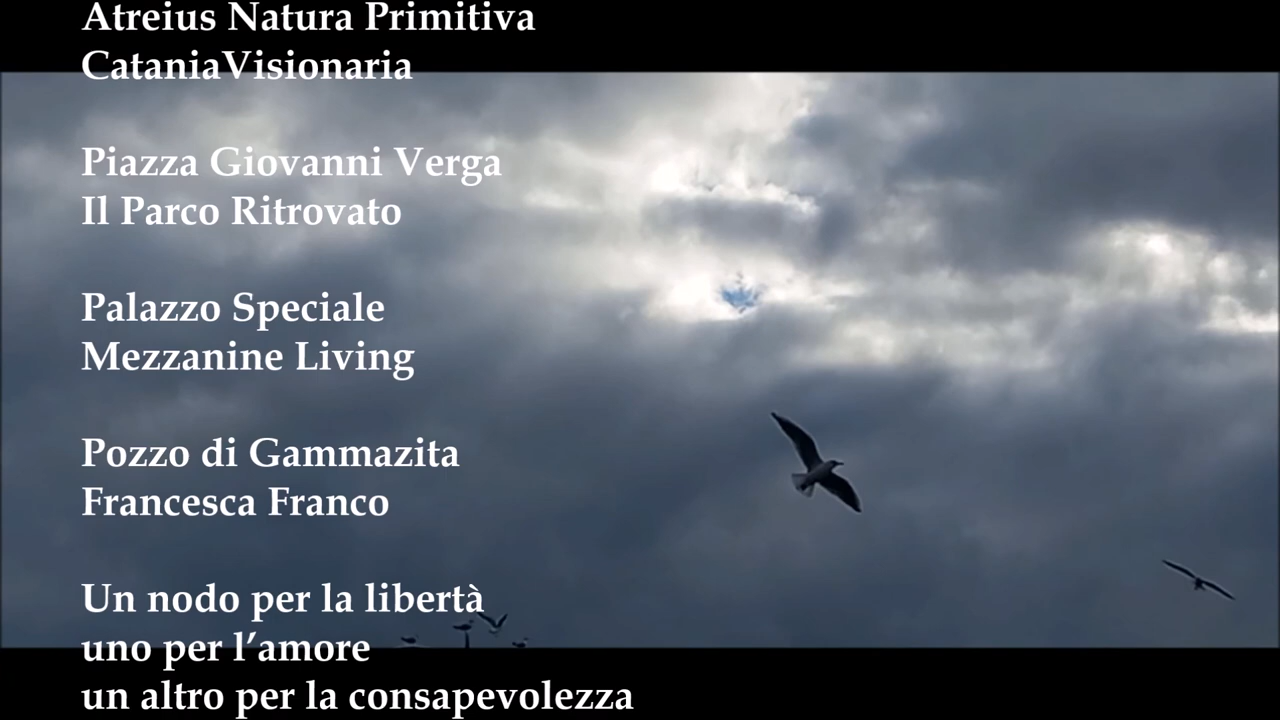 Atreius Natura Primitiva
CataniaVisionaria
Piazza Giovanni Verga
Il Parco Ritrovato
Palazzo Speciale
Mezzanine Living
Pozzo di Gammazita
Francesca Franco
Un nodo per la libertà
uno per l’amore
un altro per la consapevolezza